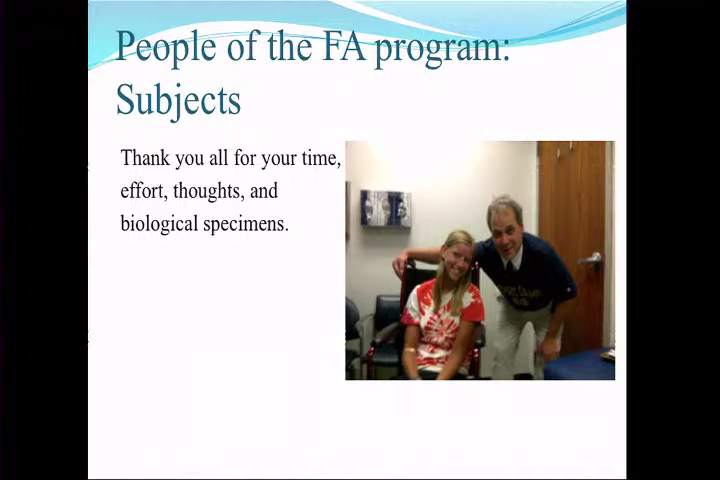 People of the FA program:
Subjects
Thank you all for your time,
effort, thoughts, and
biological specimens.